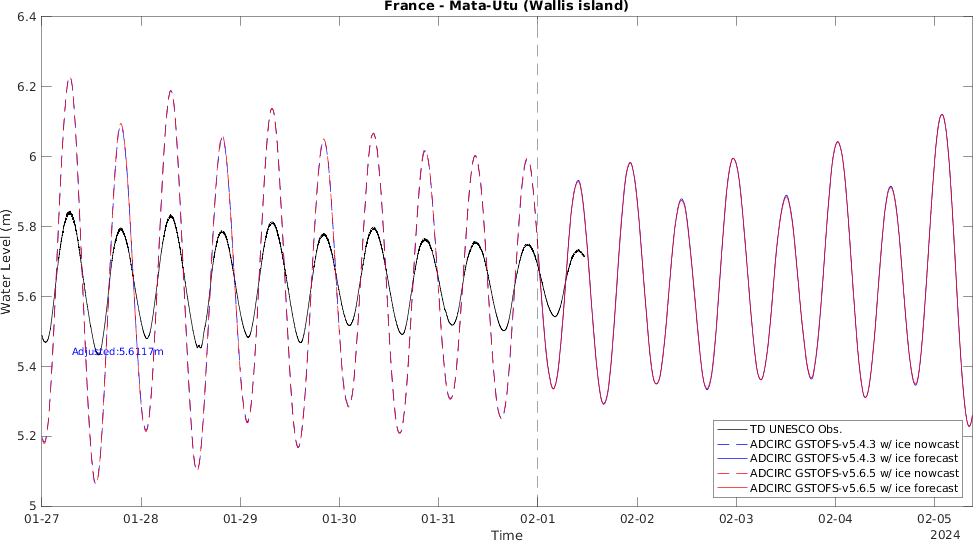 France - Mata-Utu (Wallis island)
6.4
6.2
6
5.8
5.6
5.4
5.2
5
Water Level (m)
Adjusted:5.6117m
TD UNESCO Obs.
ADCIRC GSTOFS-v5.4.3 w/ ice nowcast
ADCIRC GSTOFS-v5.4.3 w/ ice forecast
ADCIRC GSTOFS-v5.6.5 w/ ice nowcast
ADCIRC GSTOFS-v5.6.5 w/ ice forecast
01-27 01-28 01-29 01-30 01-31 02-01 02-02 02-03 02-04 02-05
2024
Time